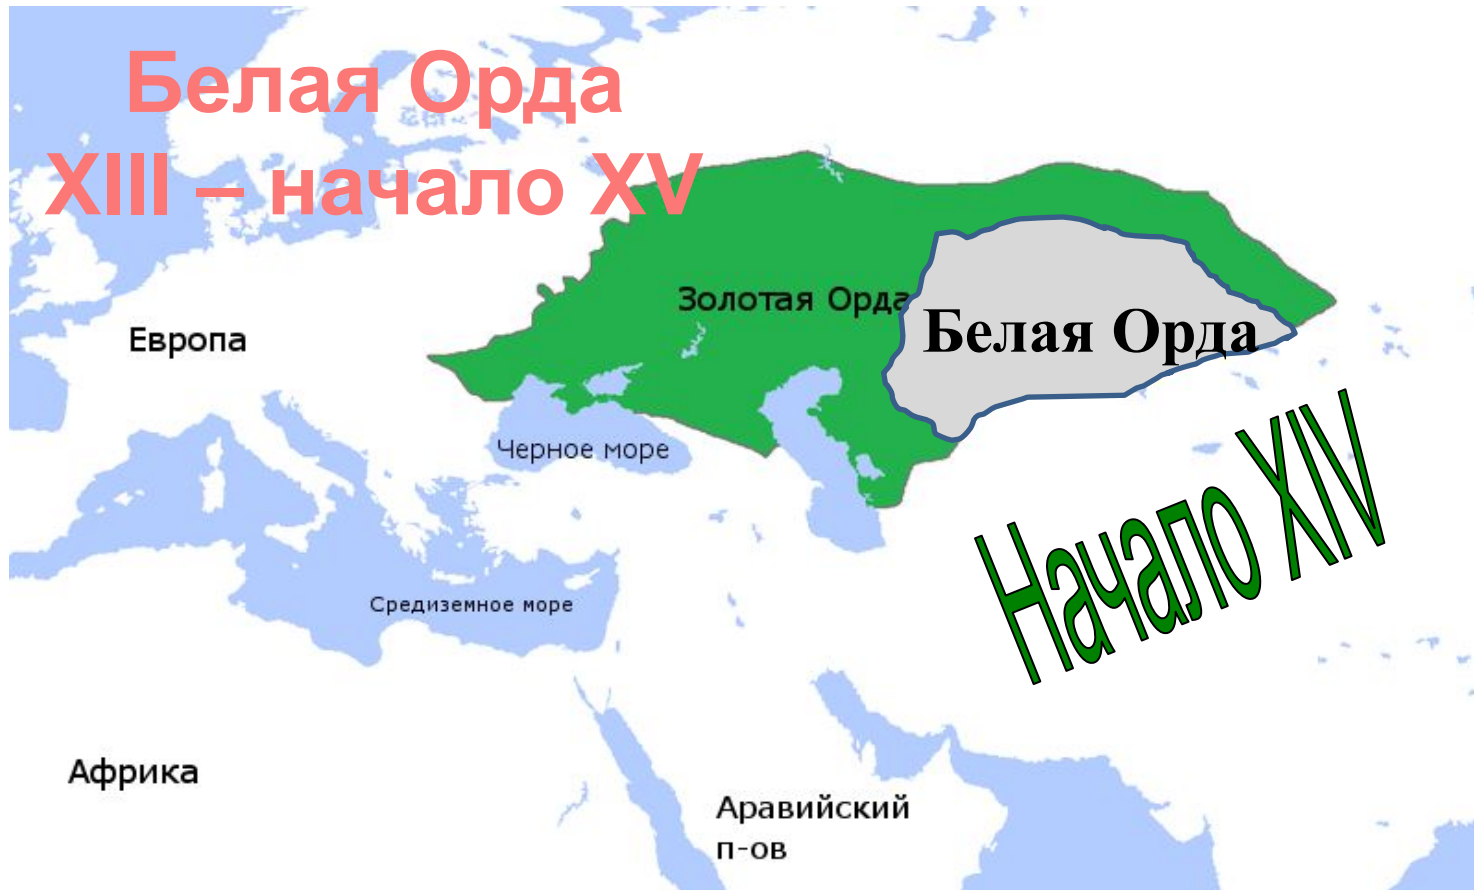 Белая Орда
XIII – начало XV
Золотая Орда
Белая Орда
Европа
Черное море
Начало XIV
Средиземное море
Африка
Аравийский
п-ов